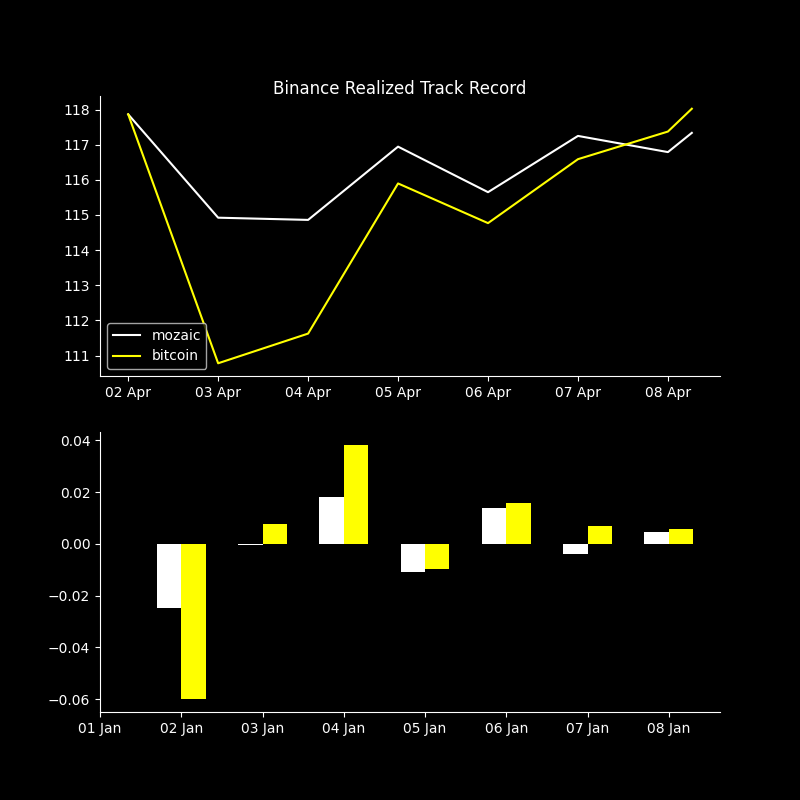 Binance Realized Track Record
118
117
116
115
114
113
112
111
mozaic
bitcoin
02 Apr 03 Apr 04 Apr 05 Apr 06 Apr 07 Apr 08 Apr
0.04
0.02
0.00
−0.02
−0.04
−0.06
01 Jan 02 Jan 03 Jan 04 Jan 05 Jan 06 Jan 07 Jan 08 Jan